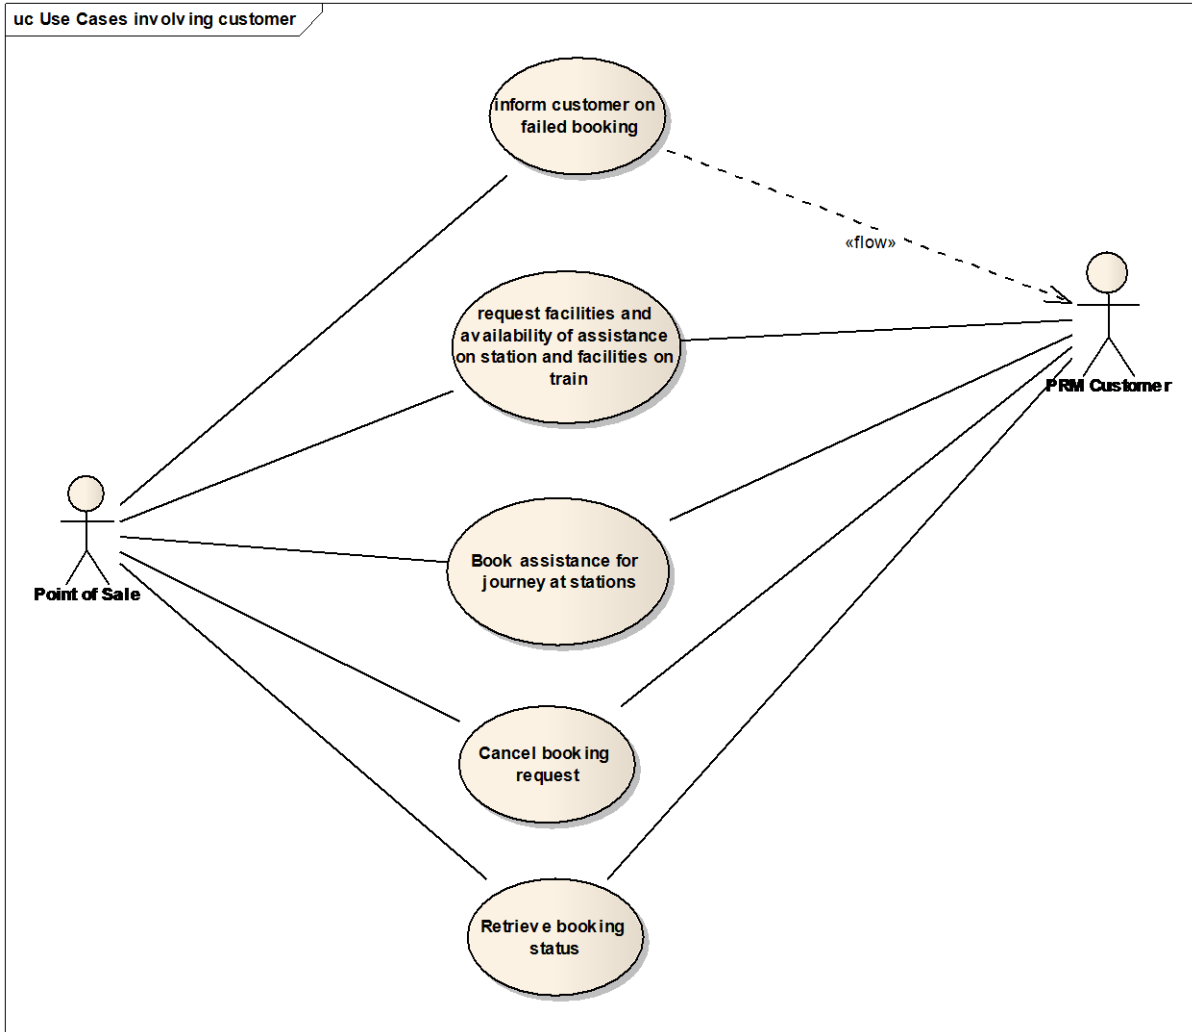 uc Use Cases involving customer
inform customer on
failed booking
«flow»
request facilities and
availability of assistance
on station and facilities on
train
PRM Customer
Point of Sale
Book assistance for
journey at stations
Cancel booking
request
Retrieve booking
status